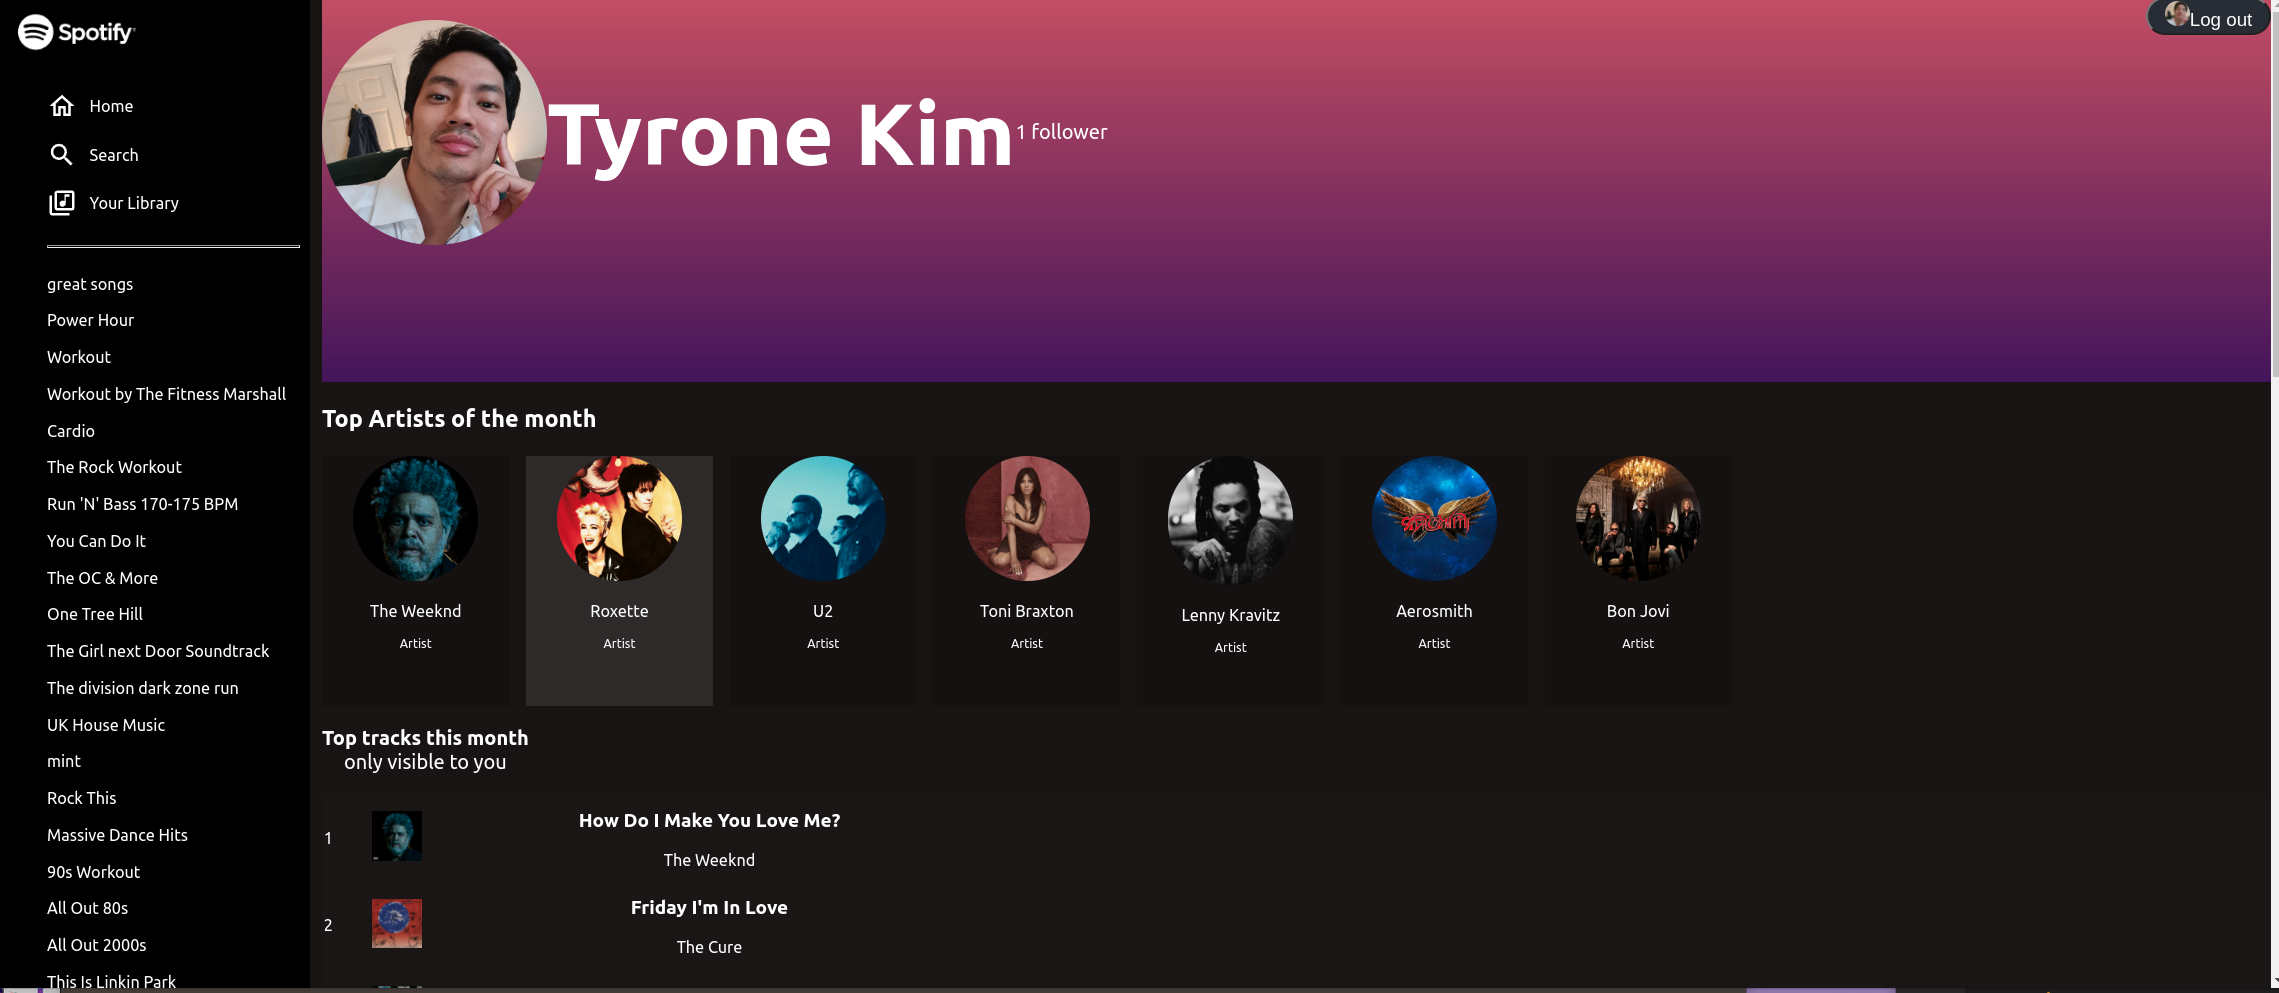 Spotify
Home
Search
Your Library
great songs
Power Hour
Workout
Workout by The Fitness Marshall
Cardio
The Rock Workout
Run 'N' Bass 170-175 BPM
You Can Do It
The OC & More
One Tree Hill
The Girl next Door Soundtrack
The division dark zone run
UK House Music
mint
Rock This
Massive Dance Hits
90s Workout
All Out 80s
All Out 2000s
This Is Linkin Park
Log out
Tyrone Kim 1 follower
Top Artists of the month
The Weeknd
Artist
Roxette
Artist
U2
Artist
Toni Braxton
Artist
Lenny Kravitz
Artist
Aerosmith
Artist
Bon Jovi
Artist
Top tracks this month
only visible to you
1
How Do I Make You Love Me?
The Weeknd
2
Friday I'm In Love
The Cure